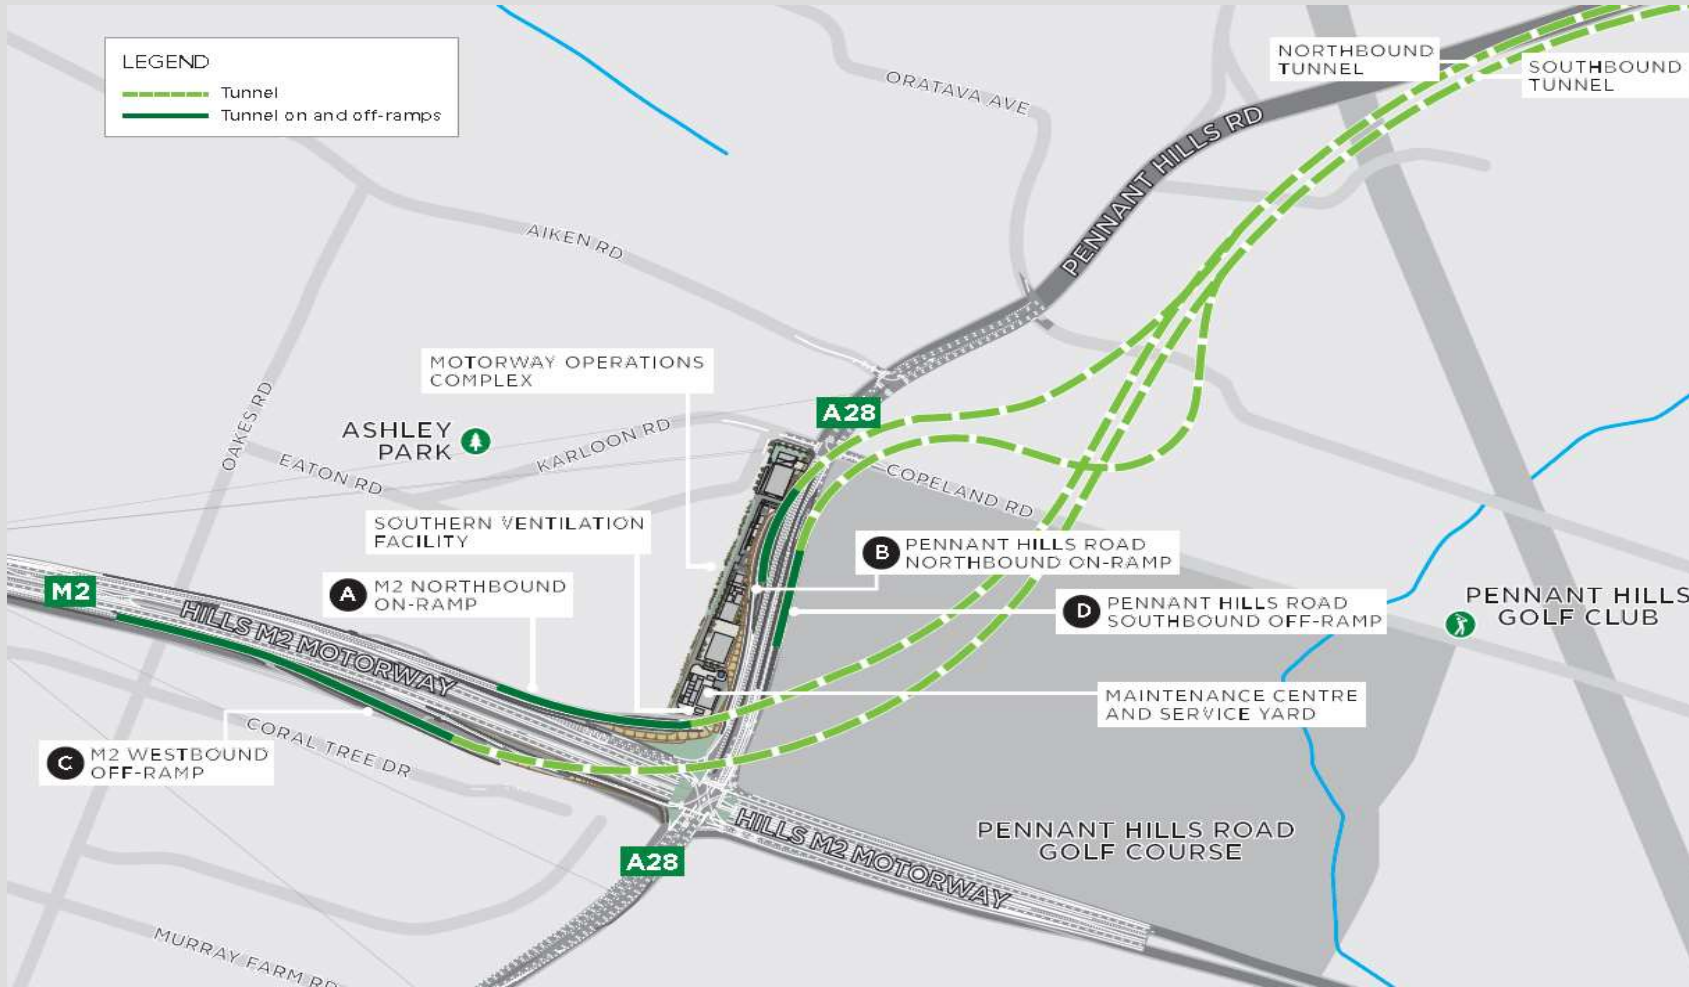 LEGEND
Tunnel
Tunnel on and off-ramps
NORTHBOUND
TUNNEL
SOUTHBOUND
TUNNEL
ORATAVA AVE
PENNANT HILLS RD
AIKEN RD
MOTORWAY OPERATIONS
COMPLEX
A28
OAKES RD
ASHLEY
PARK
KARLOON RD
EATON RD
COPELAND RD
SOUTHERN VENTILATION
FACILITY
B PENNANT HILLS ROAD
NORTHBOUND ON-RAMP
M2
A M2 NORTHBOUND
ON-RAMP
HILLS M2 MOTORWAY
D PENNANT HILLS ROAD
SOUTHBOUND OFF-RAMP
PENNANT HILLS
GOLF CLUB
MAINTENANCE CENTRE
AND SERVICE YARD
CORAL TREE DR
C M2 WESTBOUND
OFF-RAMP
HILLS M2 MOTORWAY
PENNANT HILLS ROAD
GOLF COURSE
A28
MURRAY FARM RD